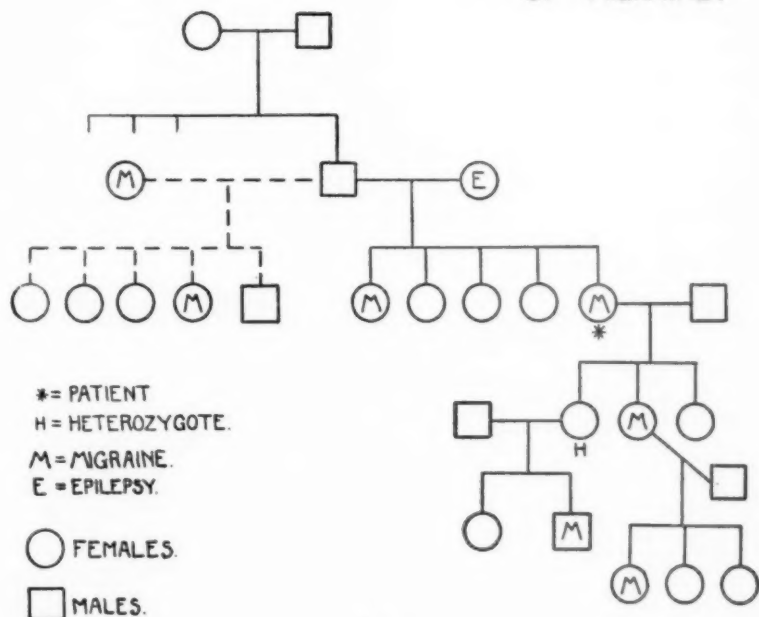 M E
M M M
*
*= PATIENT
H = HETEROZYGOTE.
M = MIGRAINE.
E = EPILEPSY.
M
H
M
M
FEMALES.
MALES.